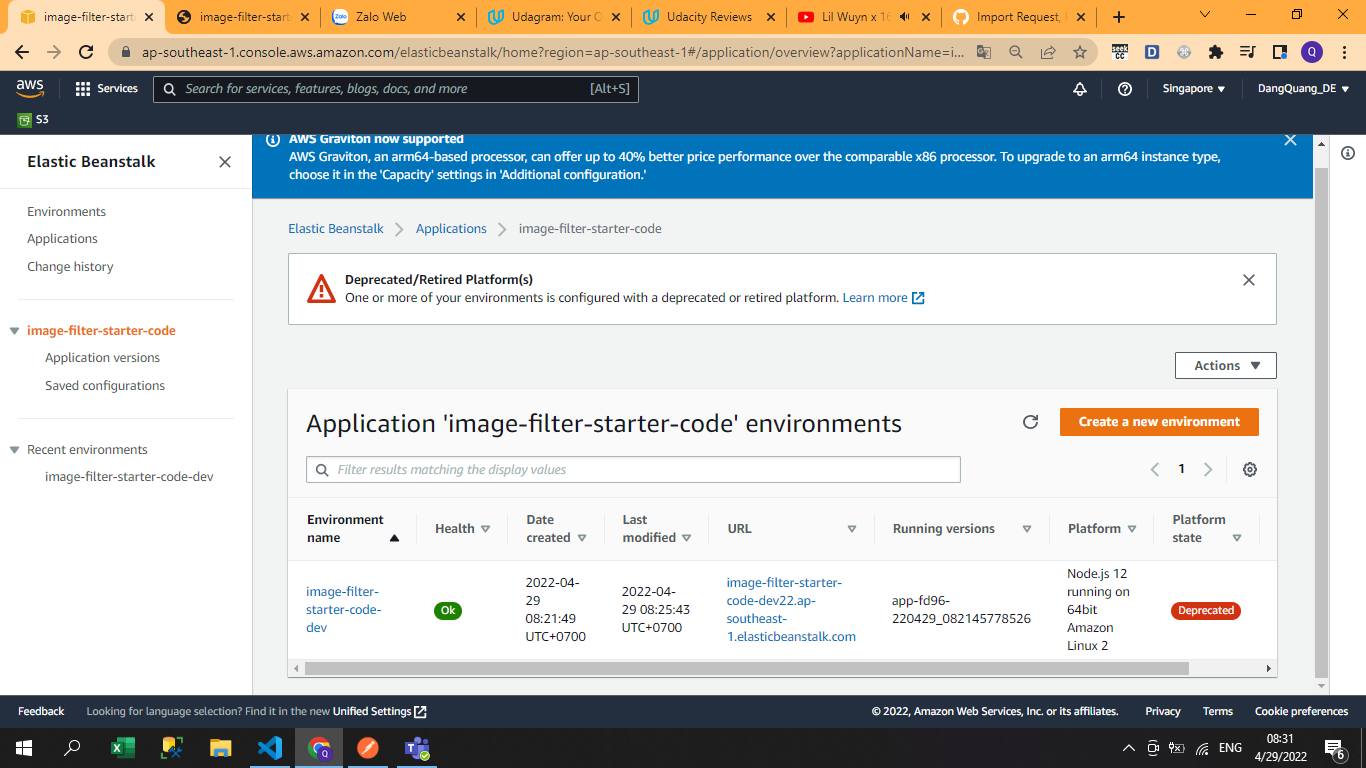 image-filter-start
image-filter-start
Zalo Web
Udagram: Your C
Udacity Reviews
Lil Wuyn x 16
Import Request,
ap-southeast-1.console.aws.amazon.com/elasticbeanstalk/home?region=ap-southeast-1#/application/overview?applicationName=i...
seek
CC
D
Q
aws
Services
Search for services, features, blogs, docs, and more
[Alt+S]
Singapore
DangQuang_DE
S3
Elastic Beanstalk
Environments
Applications
Change history
image-filter-starter-code
Application versions
Saved configurations
Recent environments
image-filter-starter-code-dev
AWS Graviton now supported
AWS Graviton, an arm64-based processor, can offer up to 40% better price performance over the comparable x86 processor. To upgrade to an arm64 instance type,
choose it in the 'Capacity' settings in 'Additional configuration.'
Elastic Beanstalk
Applications
image-filter-starter-code
Deprecated/Retired Platform(s)
One or more of your environments is configured with a deprecated or retired platform. Learn more
Actions
Application 'image-filter-starter-code' environments
Create a new environment
Filter results matching the display values
1
Environment
name
Health
Date
created
Last
modified
URL
Running versions
Platform
Platform
state
image-filter-
starter-code-
dev
Ok
2022-04-
29
08:21:49
UTC+0700
2022-04-
29 08:25:43
UTC+0700
image-filter-starter-
code-dev22.ap-
southeast-
1.elasticbeanstalk.com
app-fd96-
220429_082145778526
Node.js 12
running on
64bit
Amazon
Linux 2
Deprecated
Feedback
Looking for language selection? Find it in the new Unified Settings
© 2022, Amazon Web Services, Inc. or its affiliates.
Privacy
Terms
Cookie preferences
ENG
08:31
4/29/2022
6